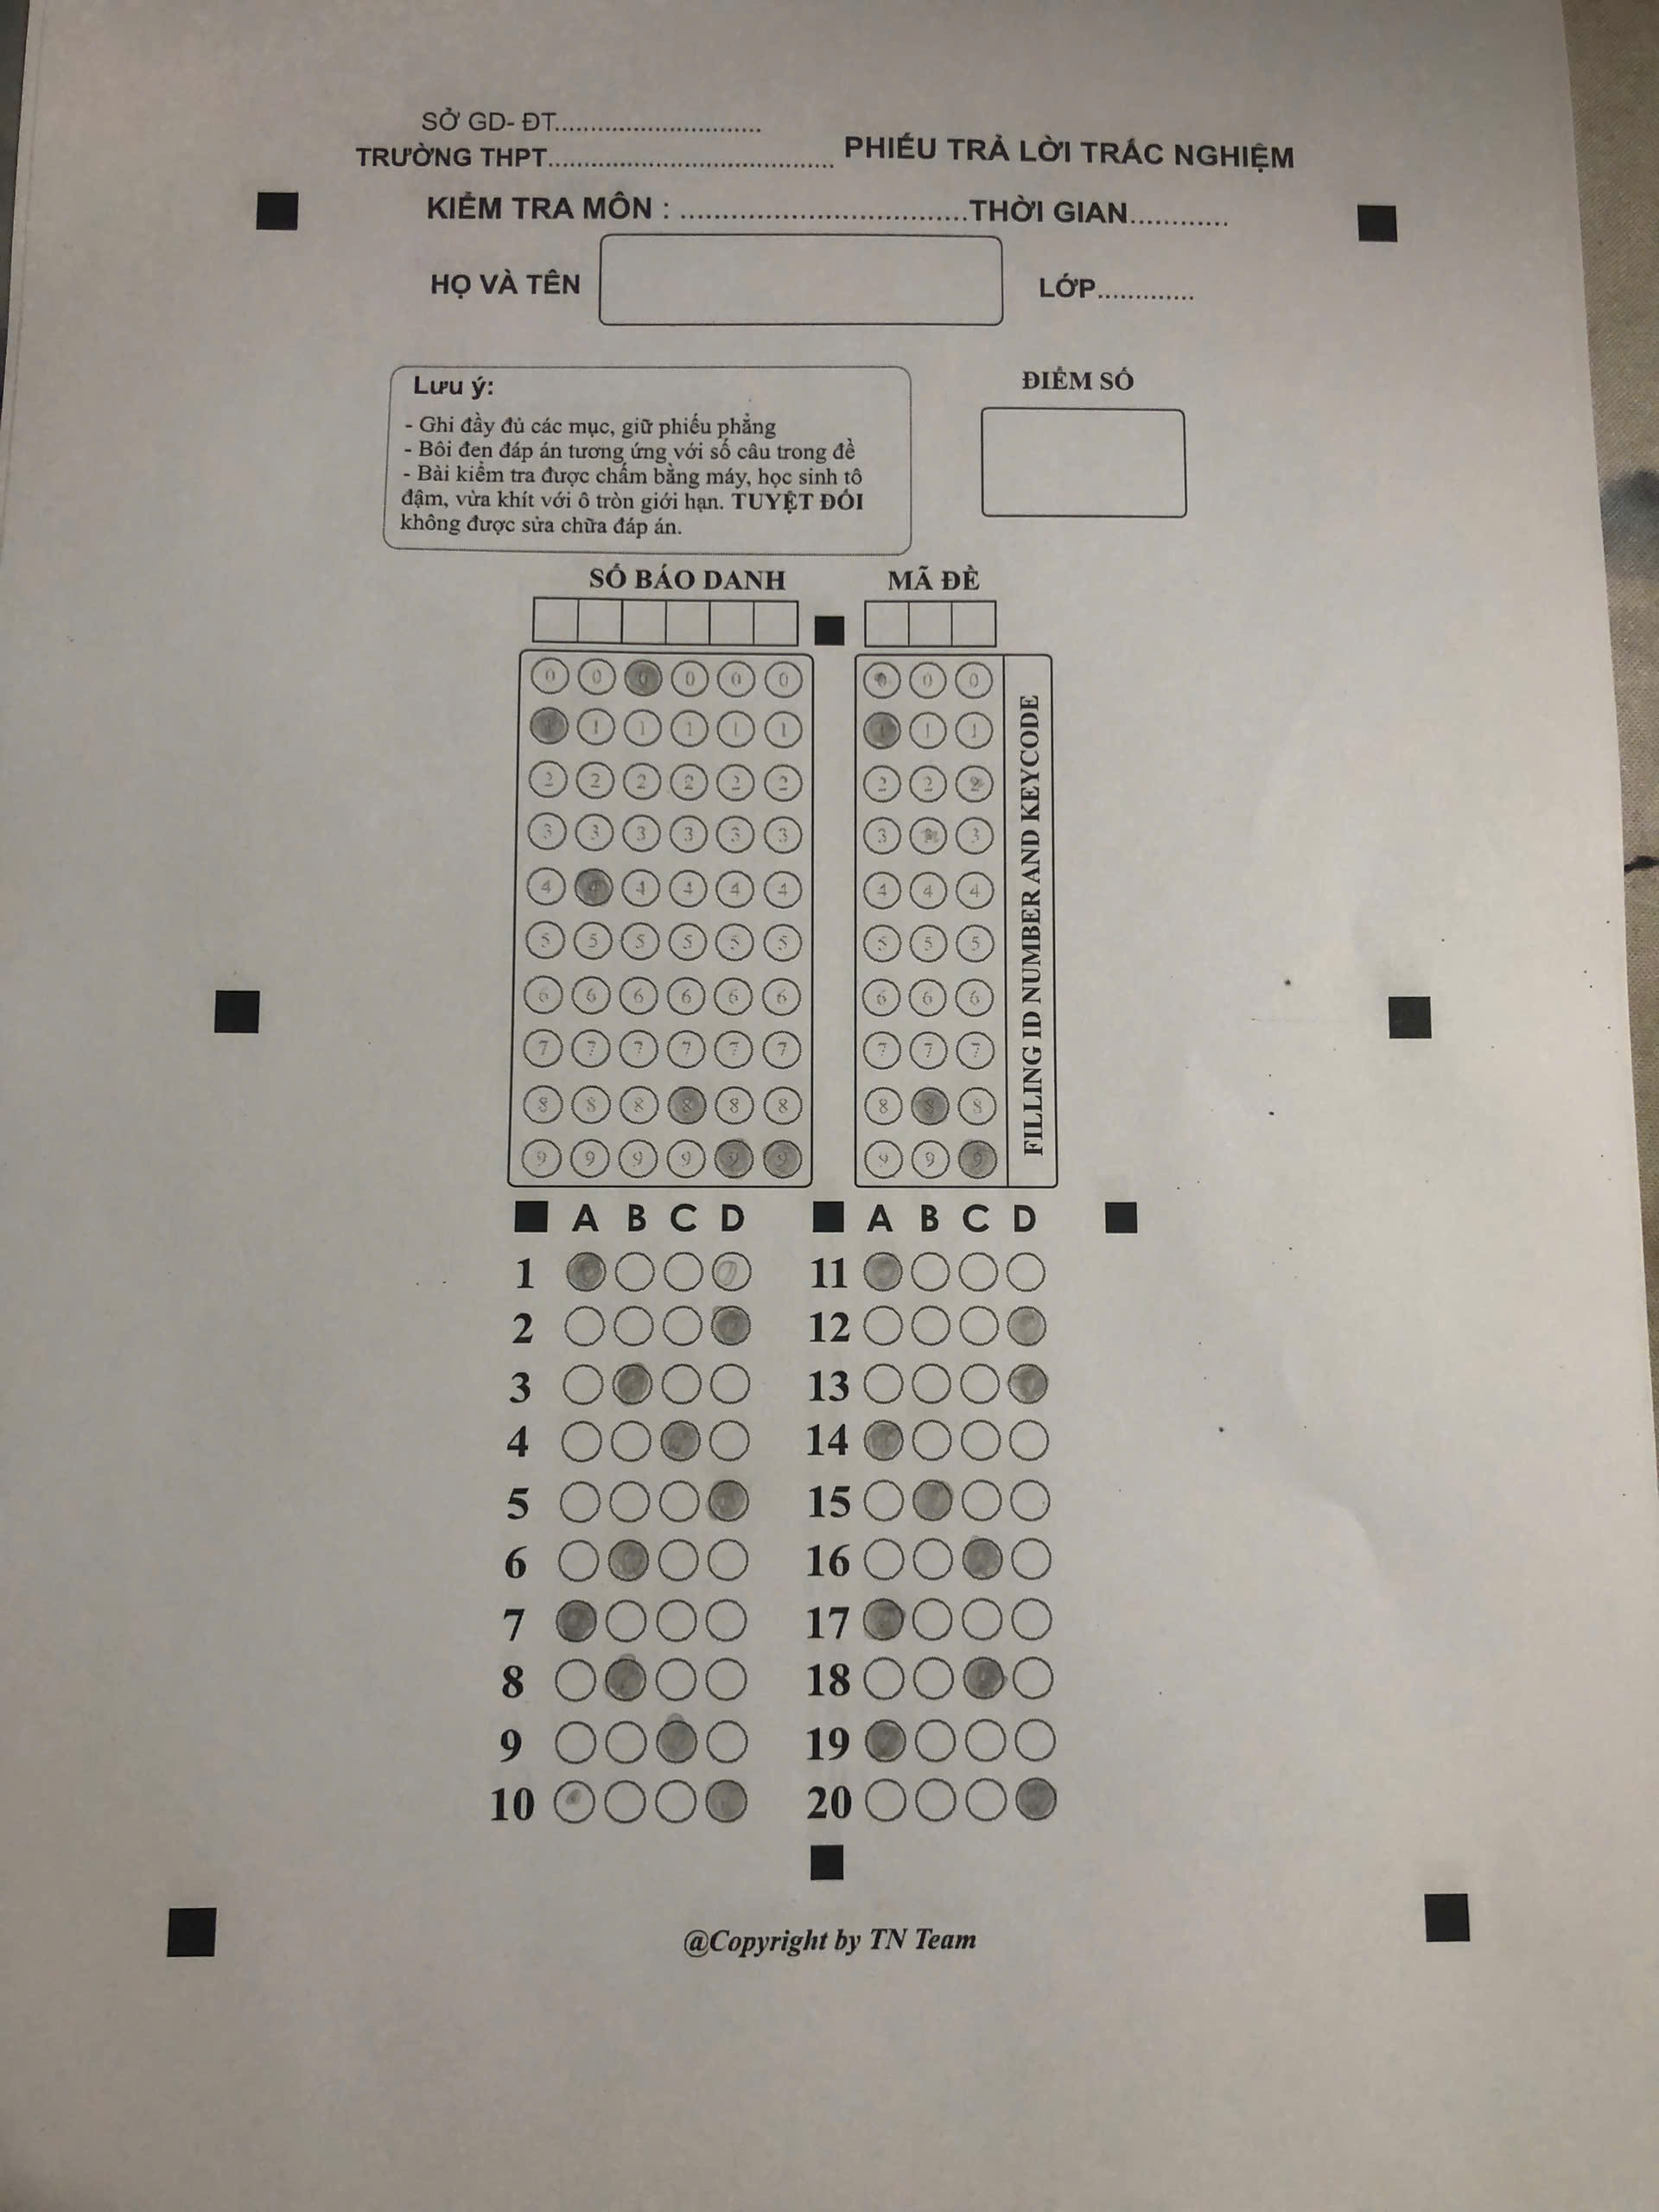 SỞ GD- ĐT.............................
TRƯỜNG THPT........................................ PHIẾU TRẢ LỜI TRẮC NGHIỆM
KIỂM TRA MÔN : ..................................THỜI GIAN............
HỌ VÀ TÊN LỚP.............
Lưu ý:
- Ghi đầy đủ các mục, giữ phiếu phẳng
- Bôi đen đáp án tương ứng với số câu trong đề
- Bài kiểm tra được chấm bằng máy, học sinh tô
đậm, vừa khít với ô tròn giới hạn. TUYỆT ĐỐI
không được sửa chữa đáp án.
ĐIỂM SỐ
SỐ BÁO DANH MÃ ĐỀ
0 0 0 0 0 0 0 0 0
1 1 1 1 1 1 1 1
2 2 2 2 2 2 2 2 2
3 3 3 3 3 3 3 3
4 4 4 4 4 4 4 4
5 5 5 5 5 5 5 5 5
6 6 6 6 6 6 6 6 6
7 7 7 7 7 7 7 7 7
8 8 8 8 8 8 8 8 8
9 9 9 9 9 9 9 9 9
FILLING ID NUMBER AND KEYCODE
A B C D A B C D
1 11
2 12
3 13
4 14
5 15
6 16
7 17
8 18
9 19
10 20
@Copyright by TN Team